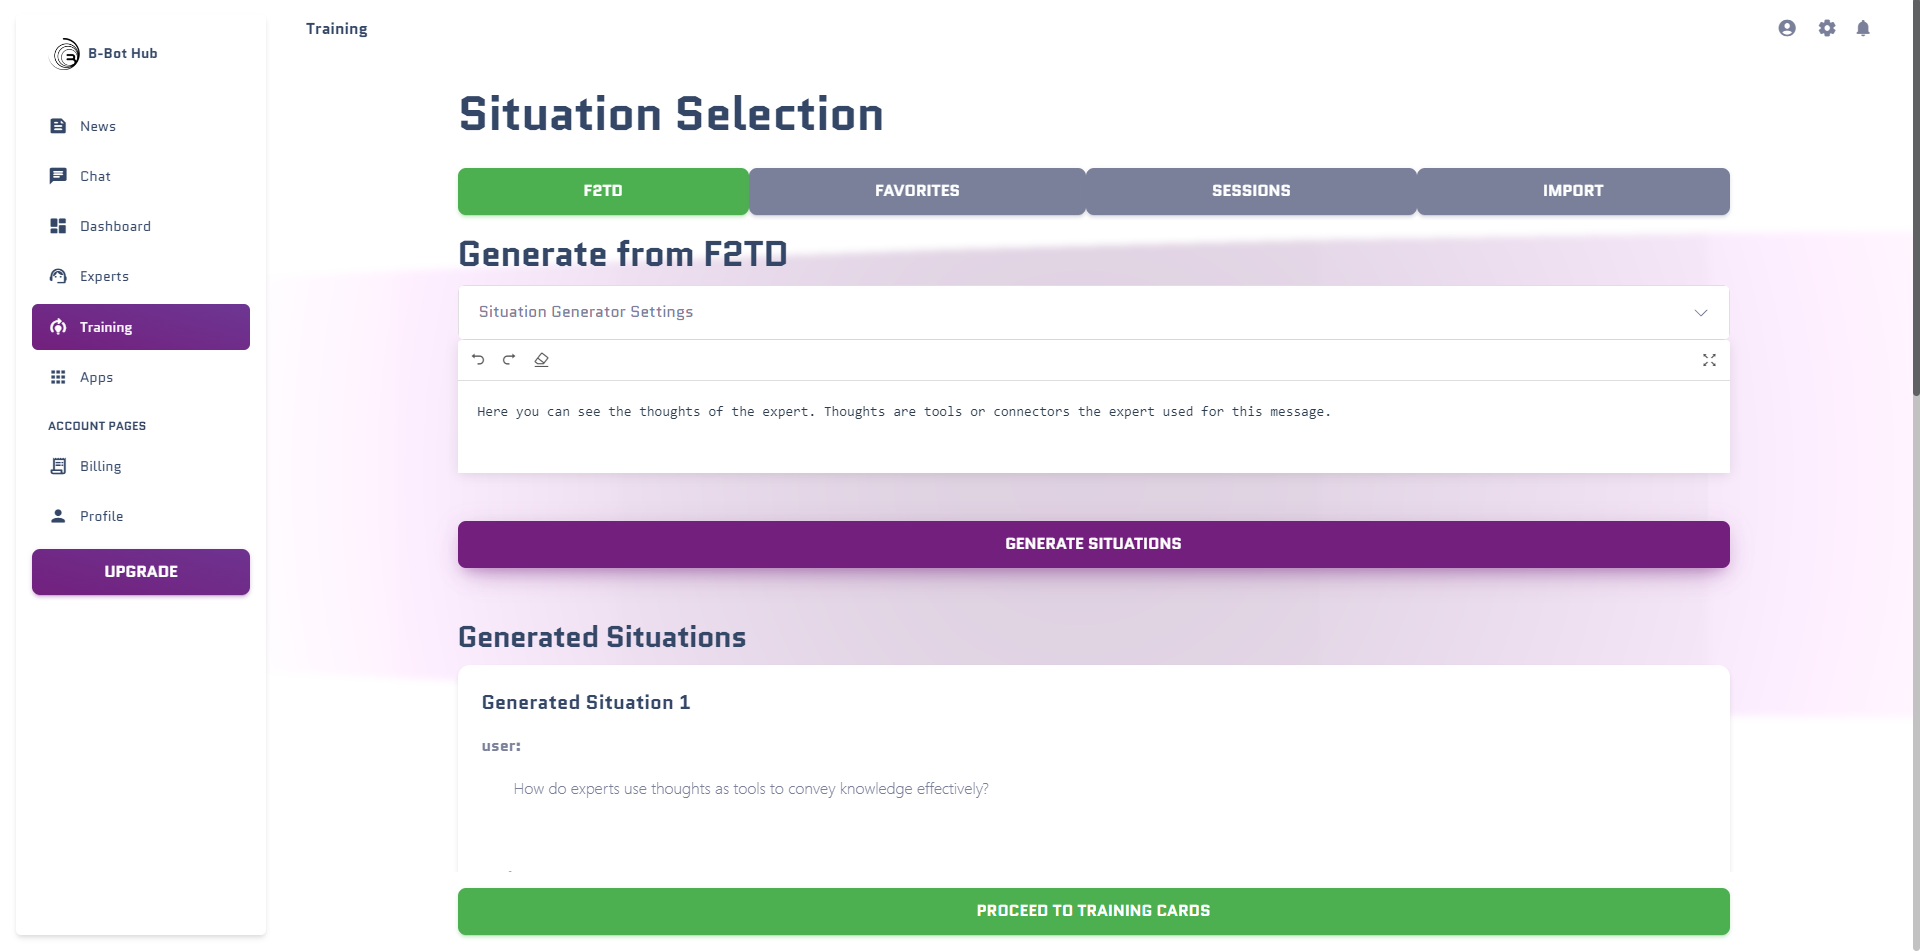 B-Bot Hub
News
Chat
Dashboard
Experts
Training
Apps
ACCOUNT PAGES
Billing
Profile
UPGRADE
Training
Situation Selection
F2TD
FAVORITES
SESSIONS
IMPORT
Generate from F2TD
Situation Generator Settings
Here you can see the thoughts of the expert. Thoughts are tools or connectors the expert used for this message.
GENERATE SITUATIONS
Generated Situations
Generated Situation 1
user:
How do experts use thoughts as tools to convey knowledge effectively?
PROCEED TO TRAINING CARDS